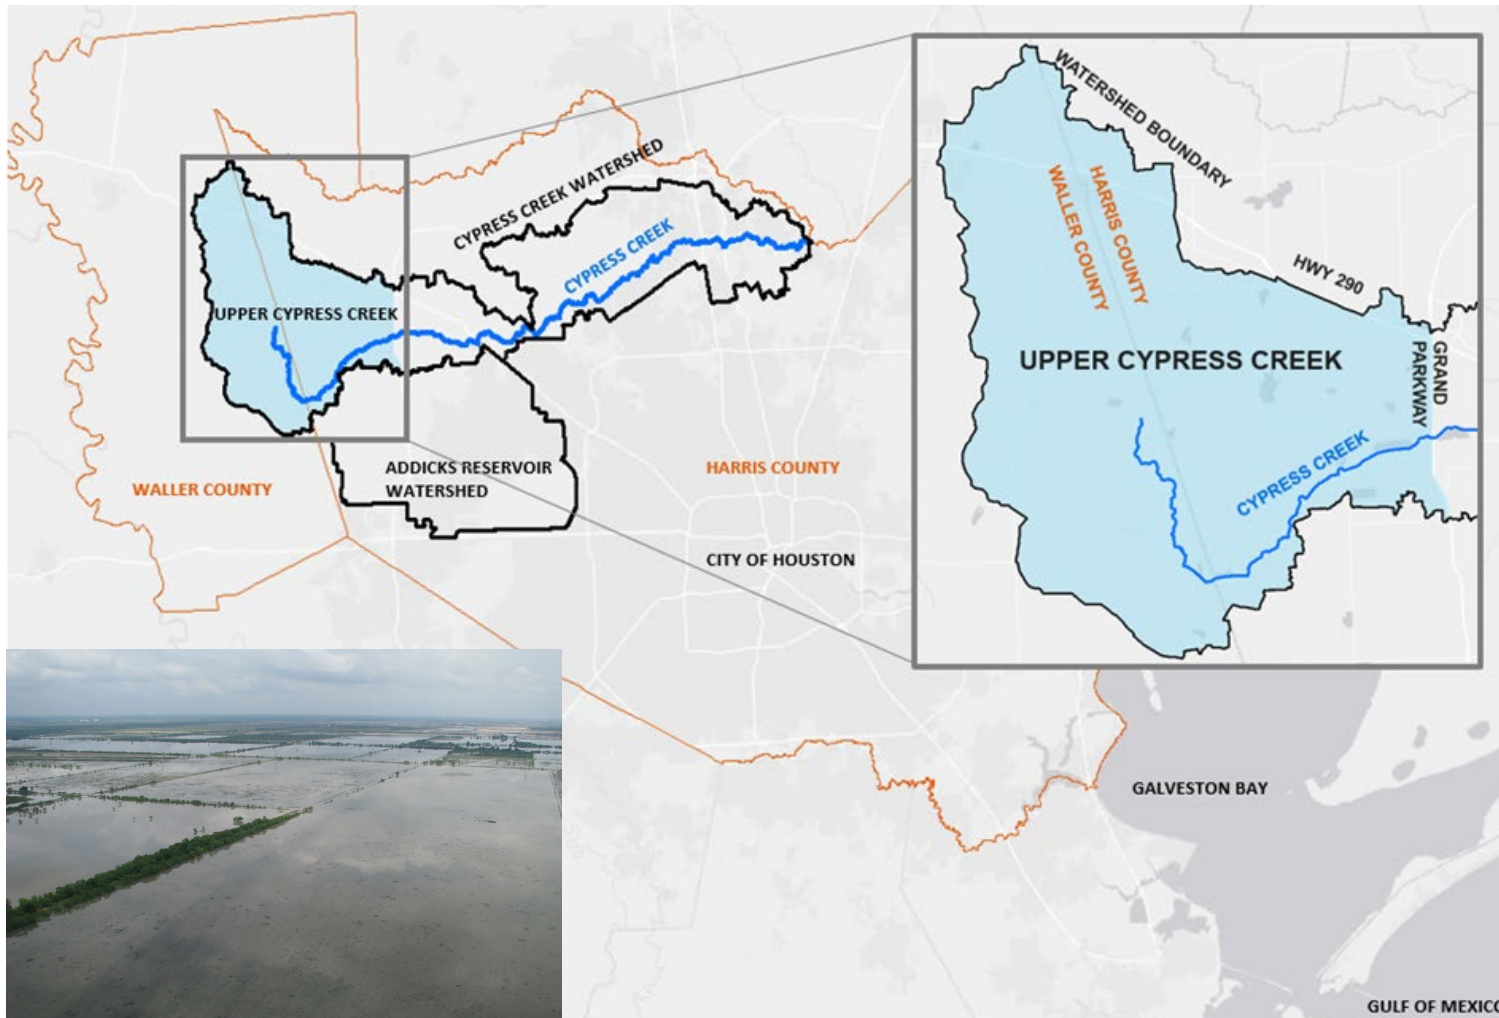 CYPRESS CREEK WATERSHED
CYPRESS CREEK
UPPER CYPRESS CREEK
WALLER COUNTY
ADDICKS RESERVOIR
WATERSHED
HARRIS COUNTY
CITY OF HOUSTON
WATERSHED BOUNDARY
HARRIS COUNTY
WALLER COUNTY
HWY 290
GRAND
PARKWAY
UPPER CYPRESS CREEK
CYPRESS CREEK
GALVESTON BAY
GULF OF MEXICO